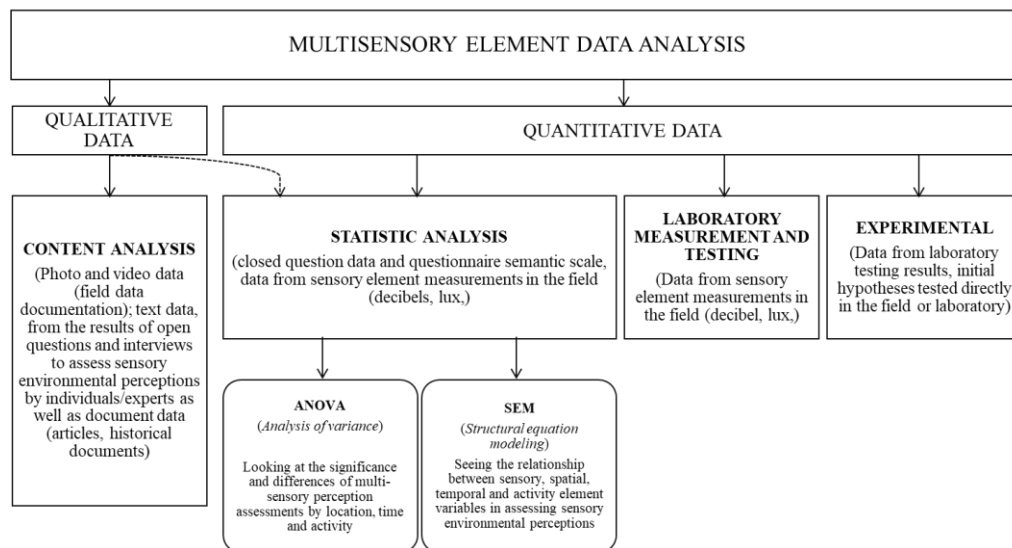 MULTISENSORY ELEMENT DATA ANALYSIS
QUALITATIVE
DATA
QUANTITATIVE DATA
CONTENT ANALYSIS
(Photo and video data
(field data
documentation); text data,
from the results of open
questions and interviews
to assess sensory
environmental perceptions
by individuals/experts as
well as document data
(articles, historical
documents)
STATISTIC ANALYSIS
(closed question data and questionnaire semantic scale,
data from sensory element measurements in the field
(decibels, lux,)
LABORATORY
MEASUREMENT AND
TESTING
(Data from sensory
element measurements in
the field (decibel, lux,)
EXPERIMENTAL
(Data from laboratory
testing results, initial
hypotheses tested directly
in the field or laboratory)
ANOVA
(Analysis of variance)
Looking at the significance
and differences of multi-
sensory perception
assessments by location, time
and activity
SEM
(Structural equation
modeling)
Seeing the relationship
between sensory, spatial,
temporal and activity element
variables in assessing sensory
environmental perceptions